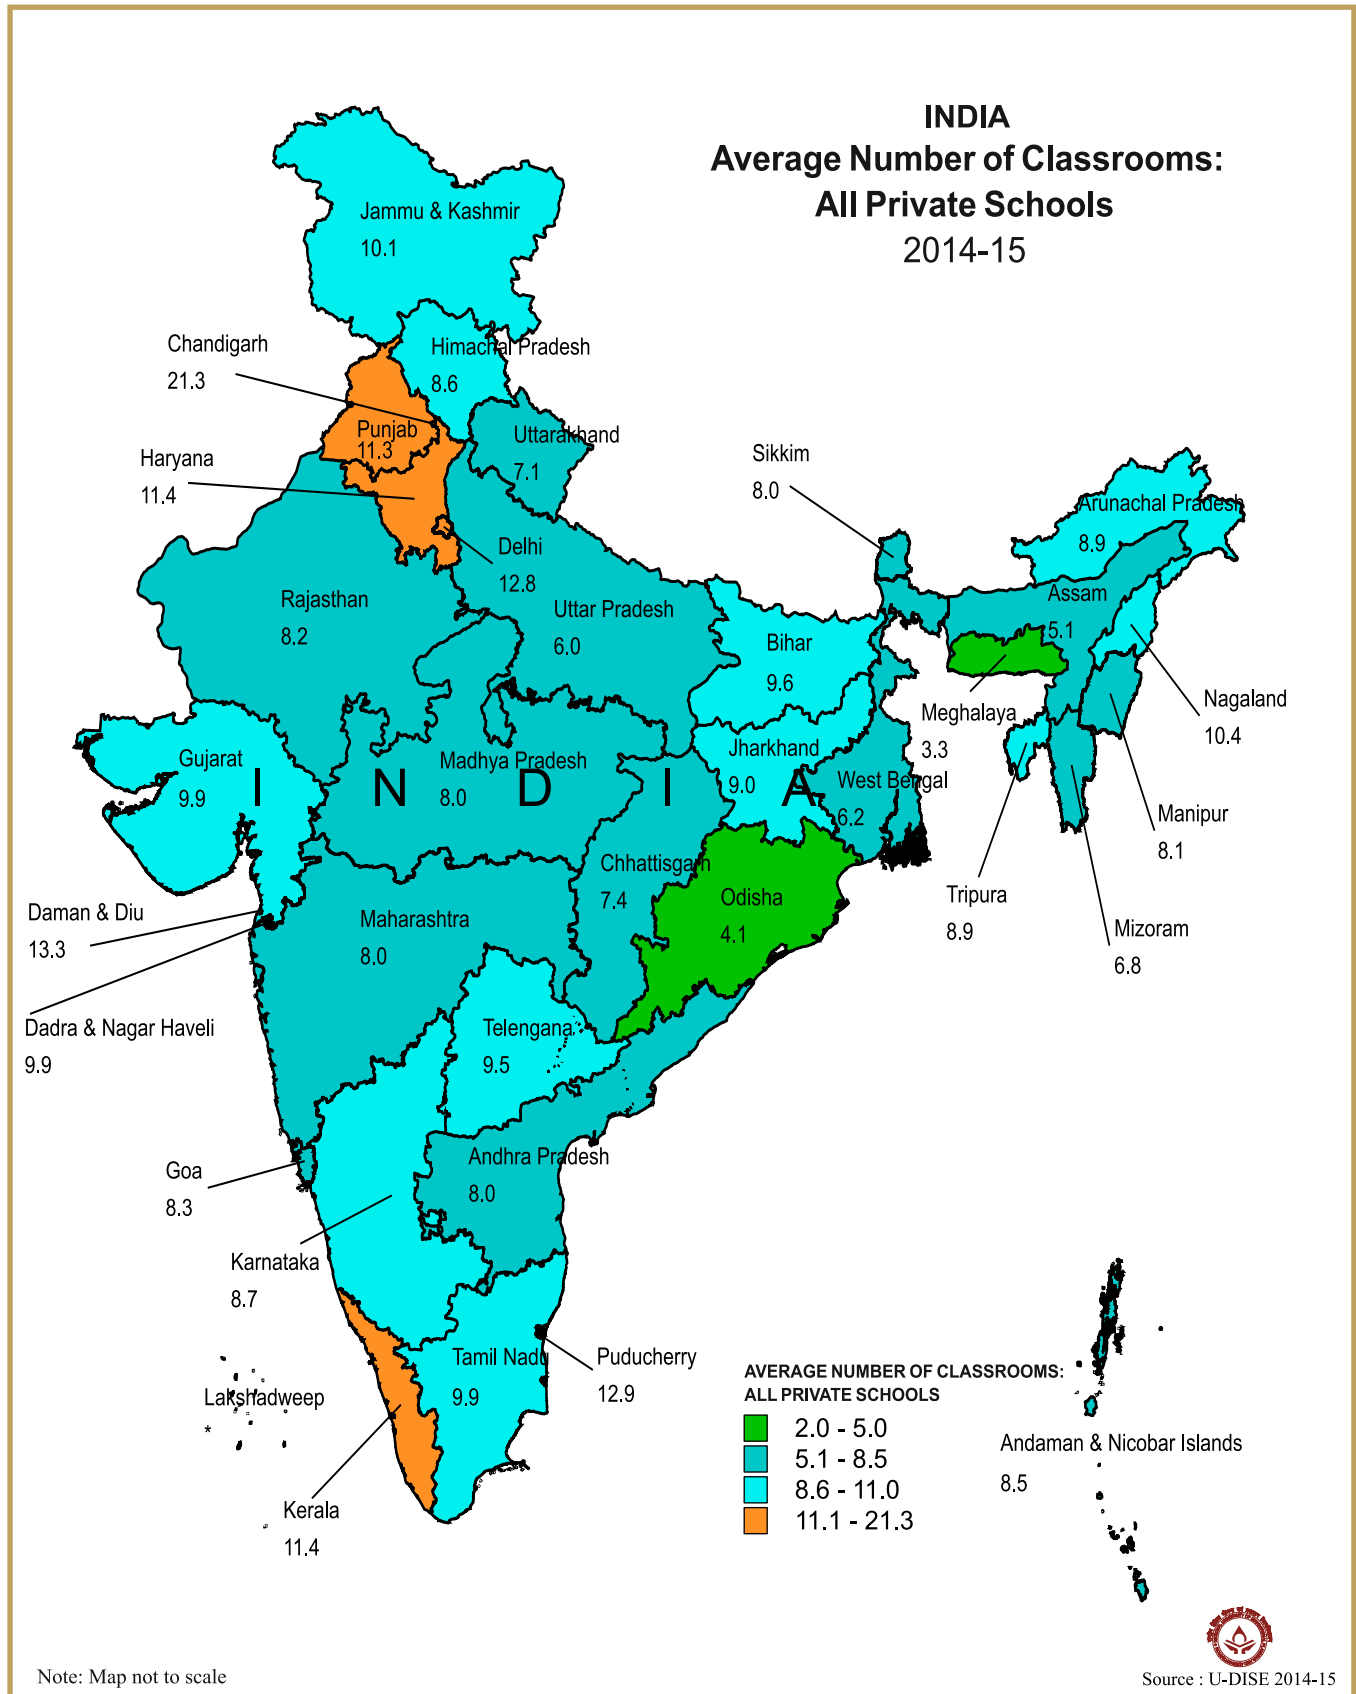 INDIA
Average Number of Classrooms:
All Private Schools
2014-15
Jammu & Kashmir
10.1
Chandigarh
21.3
Himachal Pradesh
8.6
Punjab
11.3
Uttarakhand
7.1
Haryana
11.4
Sikkim
8.0
Arunachal Pradesh
8.9
Delhi
12.8
Rajasthan
8.2
Uttar Pradesh
6.0
Assam
5.1
Bihar
9.6
Meghalaya
3.3
Nagaland
10.4
Gujarat
9.9
Madhya Pradesh
8.0
Jharkhand
9.0
West Bengal
6.2
I N D I A
Manipur
8.1
Chhattisgarh
7.4
Odisha
4.1
Tripura
8.9
Mizoram
6.8
Daman & Diu
13.3
Maharashtra
8.0
Dadra & Nagar Haveli
9.9
Telengana
9.5
Goa
8.3
Andhra Pradesh
8.0
Karnataka
8.7
Tamil Nadu
9.9
Puducherry
12.9
Lakshadweep
*
Kerala
11.4
AVERAGE NUMBER OF CLASSROOMS:
ALL PRIVATE SCHOOLS
2.0 - 5.0
5.1 - 8.5
8.6 - 11.0
11.1 - 21.3
Andaman & Nicobar Islands
8.5
Note: Map not to scale
Source : U-DISE 2014-15